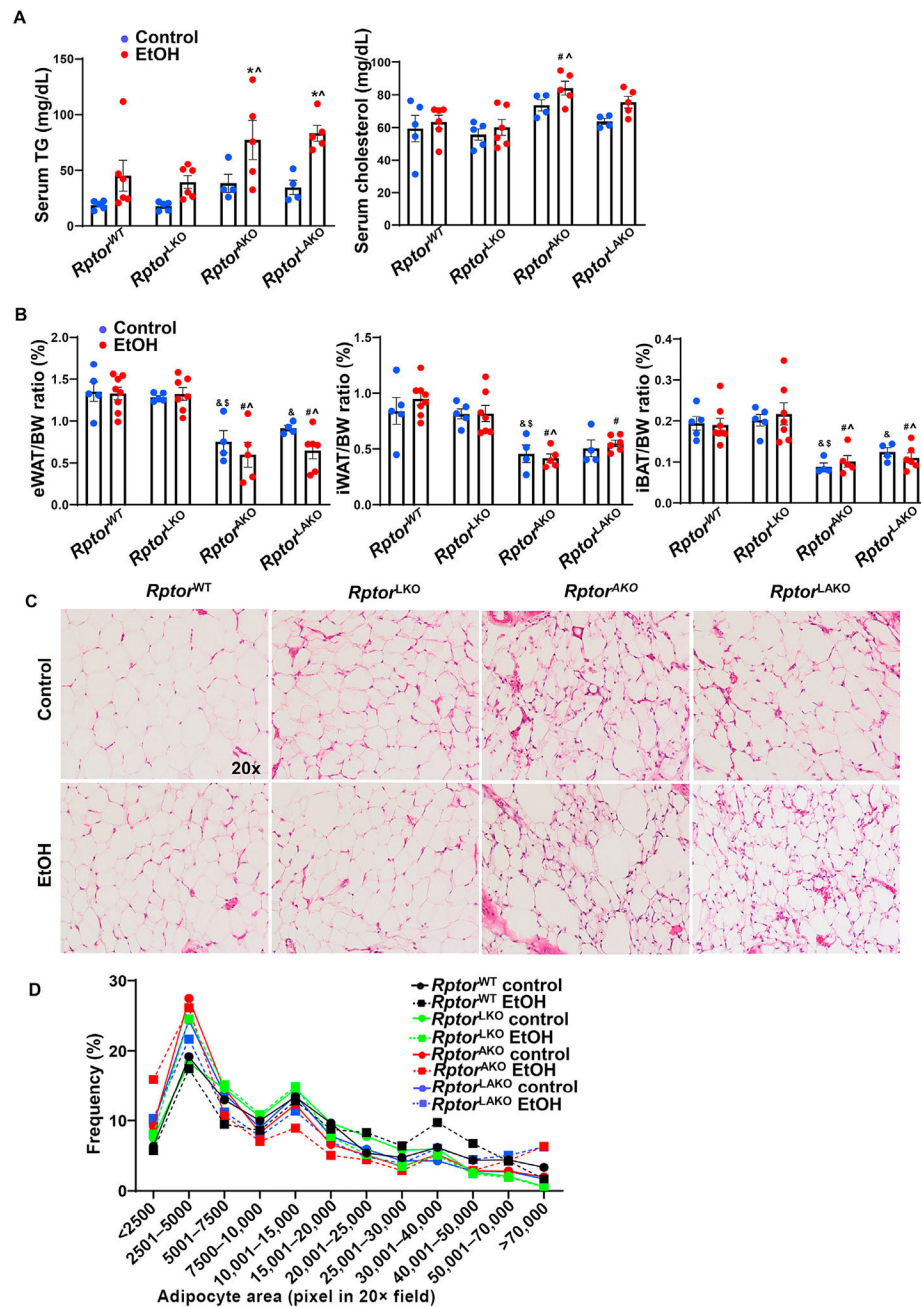 A
Control
EtOH
Serum TG (mg/dL)
150
100
50
0
*^
*^
Rptor^WT
Rptor^LKO
Rptor^AKO
Rptor^LAKO
Serum cholesterol (mg/dL)
120
100
80
60
40
20
0
#^
Rptor^WT
Rptor^LKO
Rptor^AKO
Rptor^LAKO
B
Control
EtOH
eWAT/BW ratio (%)
2.0
1.5
1.0
0.5
0.0
&$
#^
&
#^
Rptor^WT
Rptor^LKO
Rptor^AKO
Rptor^LAKO
iWAT/BW ratio (%)
1.5
1.0
0.5
0.0
&$
#^
#
Rptor^WT
Rptor^LKO
Rptor^AKO
Rptor^LAKO
iBAT/BW ratio (%)
0.4
0.3
0.2
0.1
0.0
&$
#^
&
#^
Rptor^WT
Rptor^LKO
Rptor^AKO
Rptor^LAKO
C
Rptor^WT
Rptor^LKO
Rptor^AKO
Rptor^LAKO
Control
20x
EtOH
D
Frequency (%)
30
20
10
0
Rptor^WT control
Rptor^WT EtOH
Rptor^LKO control
Rptor^LKO EtOH
Rptor^AKO control
Rptor^AKO EtOH
Rptor^LAKO control
Rptor^LAKO EtOH
<2500
2501–5000
5001–7500
7500–10,000
10,001–15,000
15,001–20,000
20,001–25,000
25,001–30,000
30,001–40,000
40,001–50,000
50,001–70,000
>70,000
Adipocyte area (pixel in 20× field)